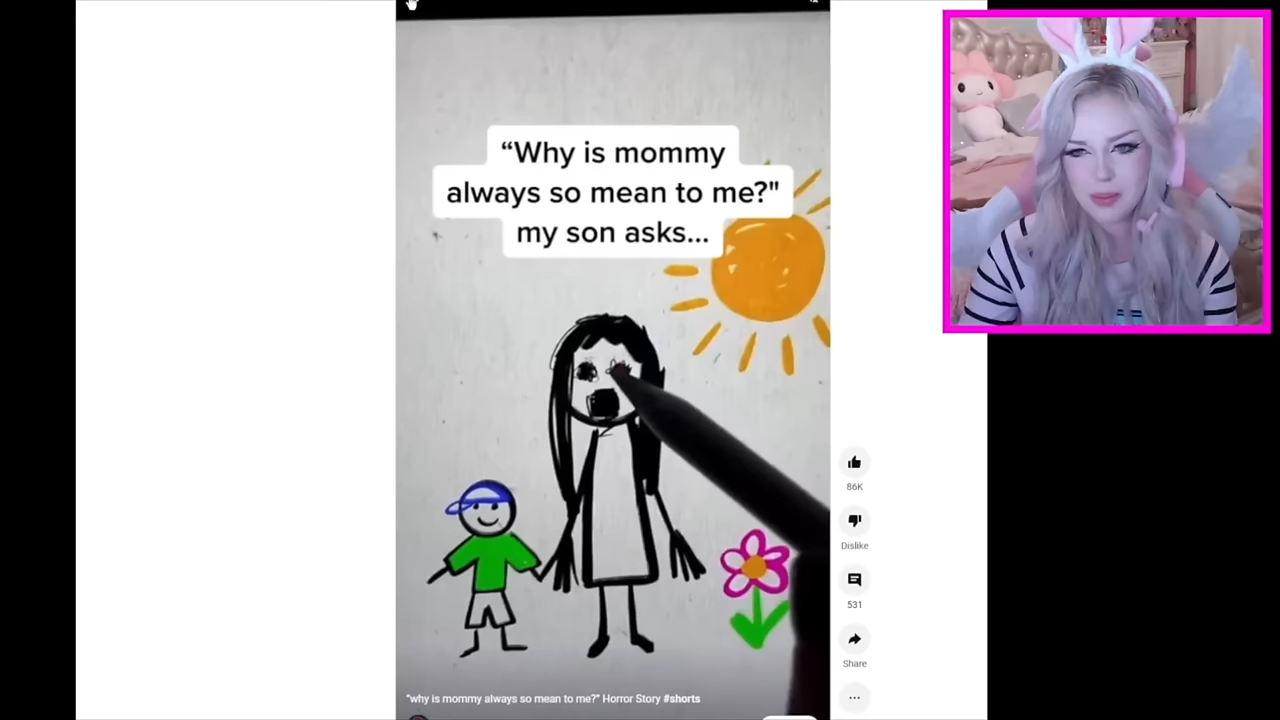 “Why is mommy
always so mean to me?"
my son asks...
86K
Dislike
531
Share
"why is mommy always so mean to me?" Horror Story #shorts